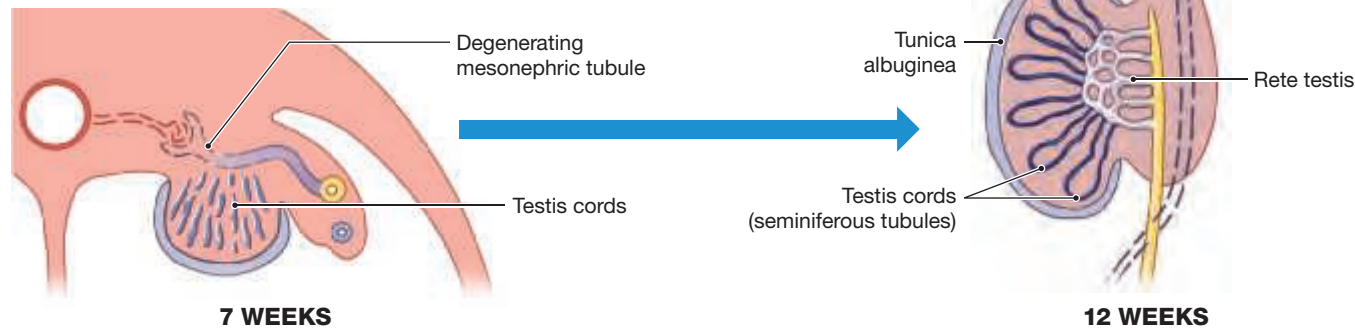 Degenerating
mesonephric tubule
Testis cords
7 WEEKS
Tunica
albuginea
Rete testis
Testis cords
(seminiferous tubules)
12 WEEKS